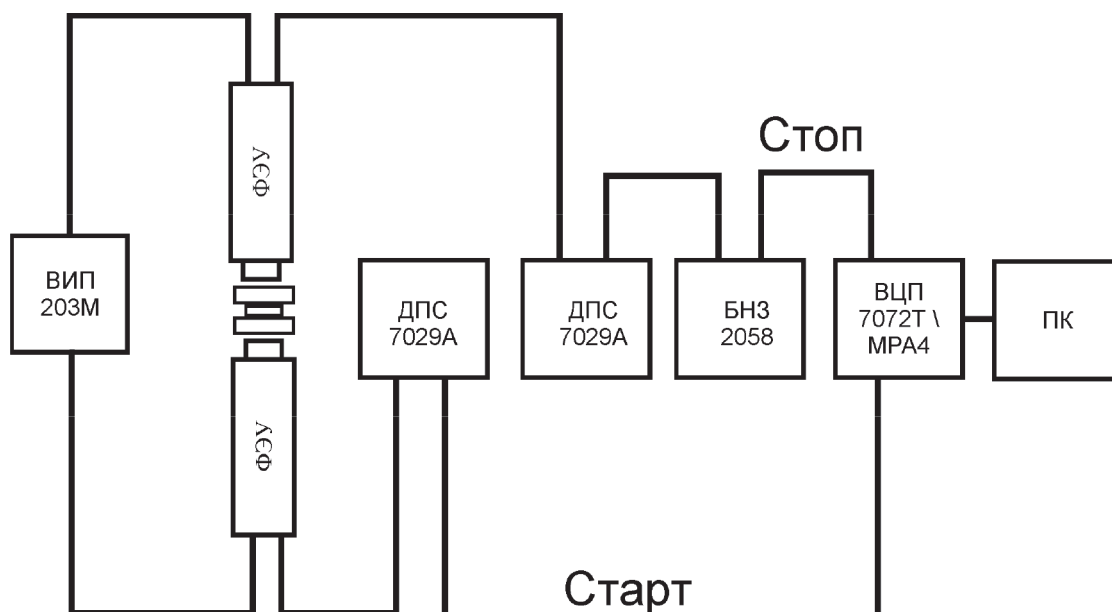 Стоп
ФЭУ
ВИП
203М
ДПС
7029А
ДПС
7029А
БНЗ
2058
ВЦП
7072Т \
МРА4
ПК
ФЭУ
Старт